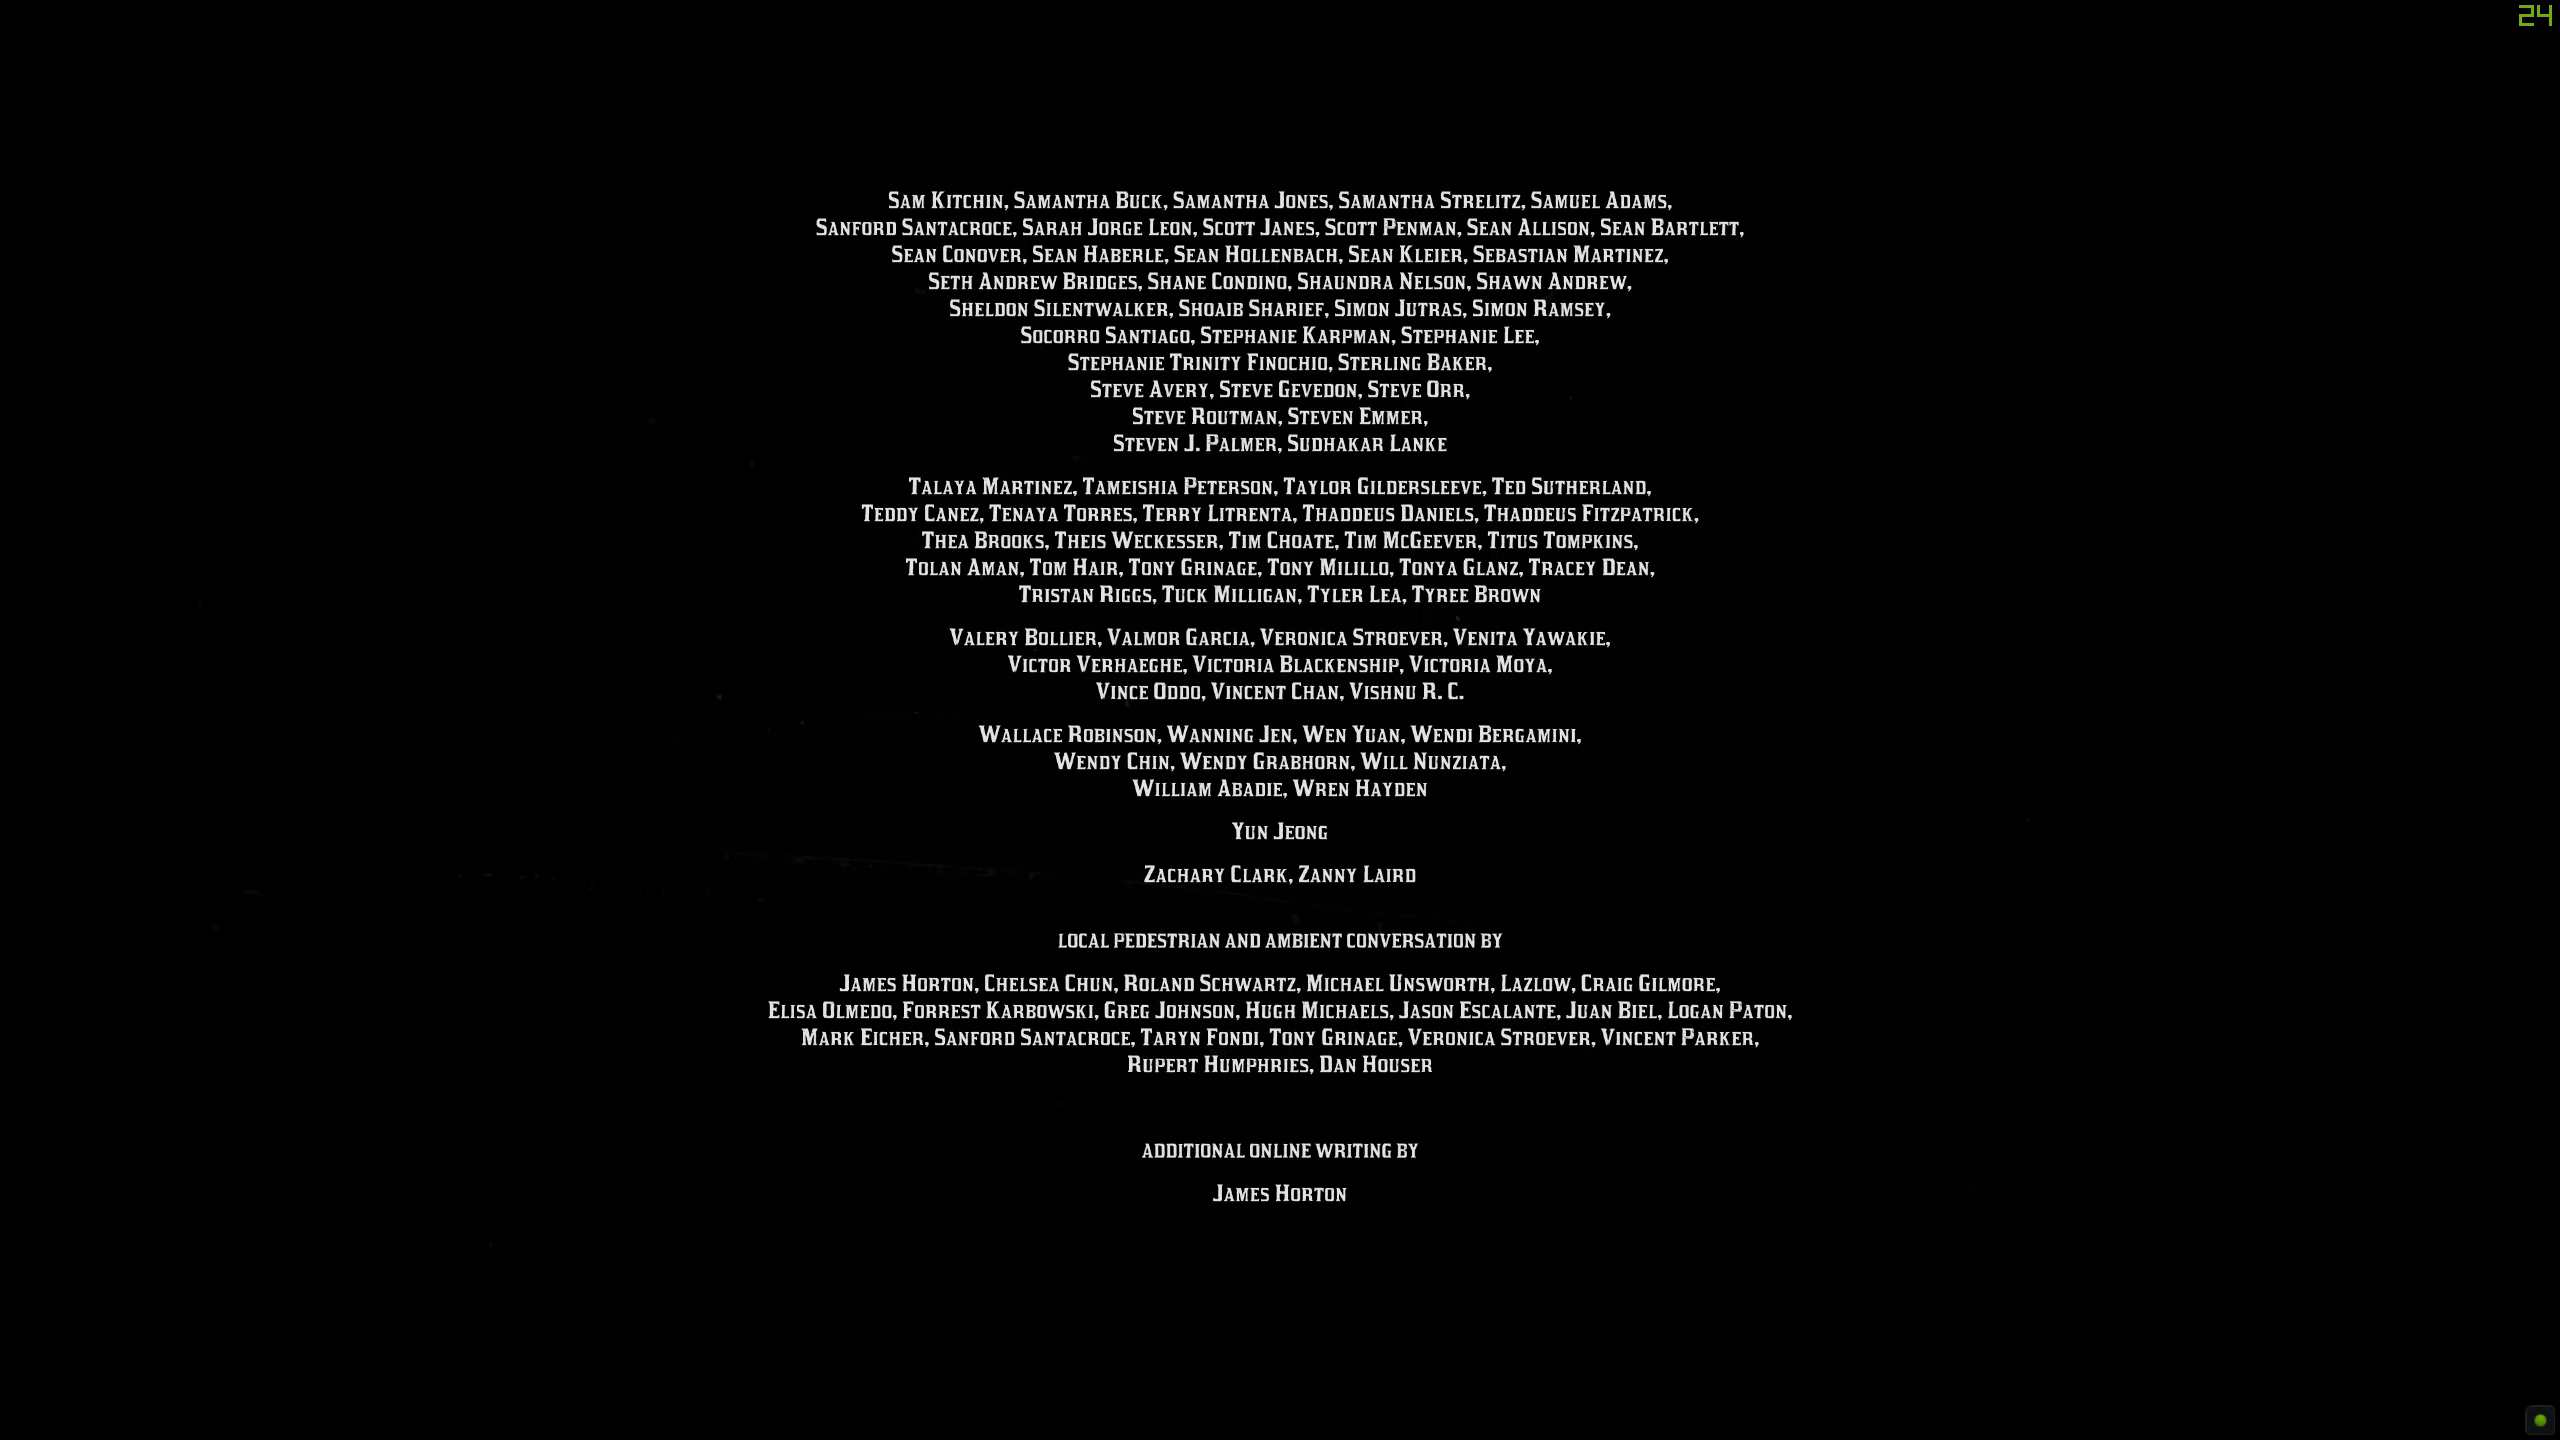 24
Sam Kitchin, Samantha Buck, Samantha Jones, Samantha Strelitz, Samuel Adams,
Sanford Santacroce, Sarah Jorge Leon, Scott Janes, Scott Penman, Sean Allison, Sean Bartlett,
Sean Conover, Sean Haberle, Sean Hollenbach, Sean Kleier, Sebastian Martinez,
Seth Andrew Bridges, Shane Condino, Shaundra Nelson, Shawn Andrew,
Sheldon Silentwalker, Shoaib Sharief, Simon Jutras, Simon Ramsey,
Socorro Santiago, Stephanie Karpman, Stephanie Lee,
Stephanie Trinity Finochio, Sterling Baker,
Steve Avery, Steve Gevedon, Steve Orr,
Steve Routman, Steven Emmer,
Steven J. Palmer, Sudhakar Lanke
Talaya Martinez, Tameishia Peterson, Taylor Gildersleeve, Ted Sutherland,
Teddy Canez, Tenaya Torres, Terry Litrenta, Thaddeus Daniels, Thaddeus Fitzpatrick,
Thea Brooks, Theis Weckesser, Tim Choate, Tim McGeever, Titus Tompkins,
Tolan Aman, Tom Hair, Tony Grinage, Tony Milillo, Tonya Glanz, Tracey Dean,
Tristan Riggs, Tuck Milligan, Tyler Lea, Tyree Brown
Valery Bollier, Valmor Garcia, Veronica Stroever, Venita Yawakie,
Victor Verhaeghe, Victoria Blackenship, Victoria Moya,
Vince Oddo, Vincent Chan, Vishnu R. C.
Wallace Robinson, Wanning Jen, Wen Yuan, Wendi Bergamini,
Wendy Chin, Wendy Grabhorn, Will Nunziata,
William Abadie, Wren Hayden
Yun Jeong
Zachary Clark, Zanny Laird
LOCAL PEDESTRIAN AND AMBIENT CONVERSATION BY
James Horton, Chelsea Chun, Roland Schwartz, Michael Unsworth, Lazlow, Craig Gilmore,
Elisa Olmedo, Forrest Karbowski, Greg Johnson, Hugh Michaels, Jason Escalante, Juan Biel, Logan Paton,
Mark Eicher, Sanford Santacroce, Taryn Fondi, Tony Grinage, Veronica Stroever, Vincent Parker,
Rupert Humphries, Dan Houser
ADDITIONAL ONLINE WRITING BY
James Horton